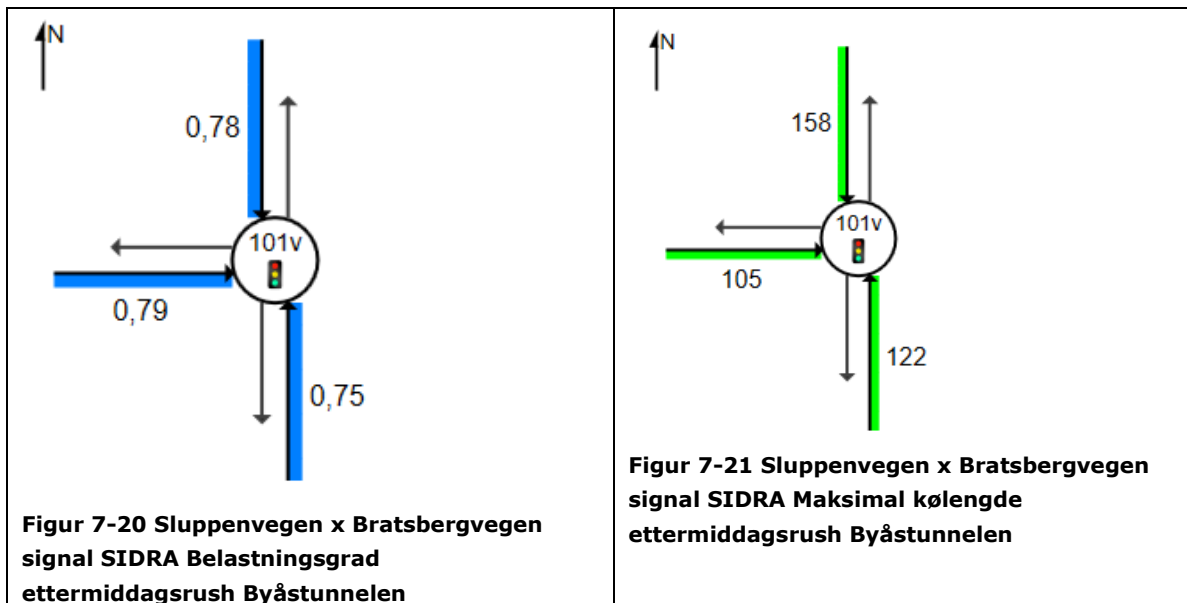 N
0,78
101v
0,79
0,75
Figur 7-20 Sluppenvegen x Bratsbergvegen
signal SIDRA Belastningsgrad
ettermiddagsrush Byåstunnelen
N
158
101v
105
122
Figur 7-21 Sluppenvegen x Bratsbergvegen
signal SIDRA Maksimal kølengde
ettermiddagsrush Byåstunnelen